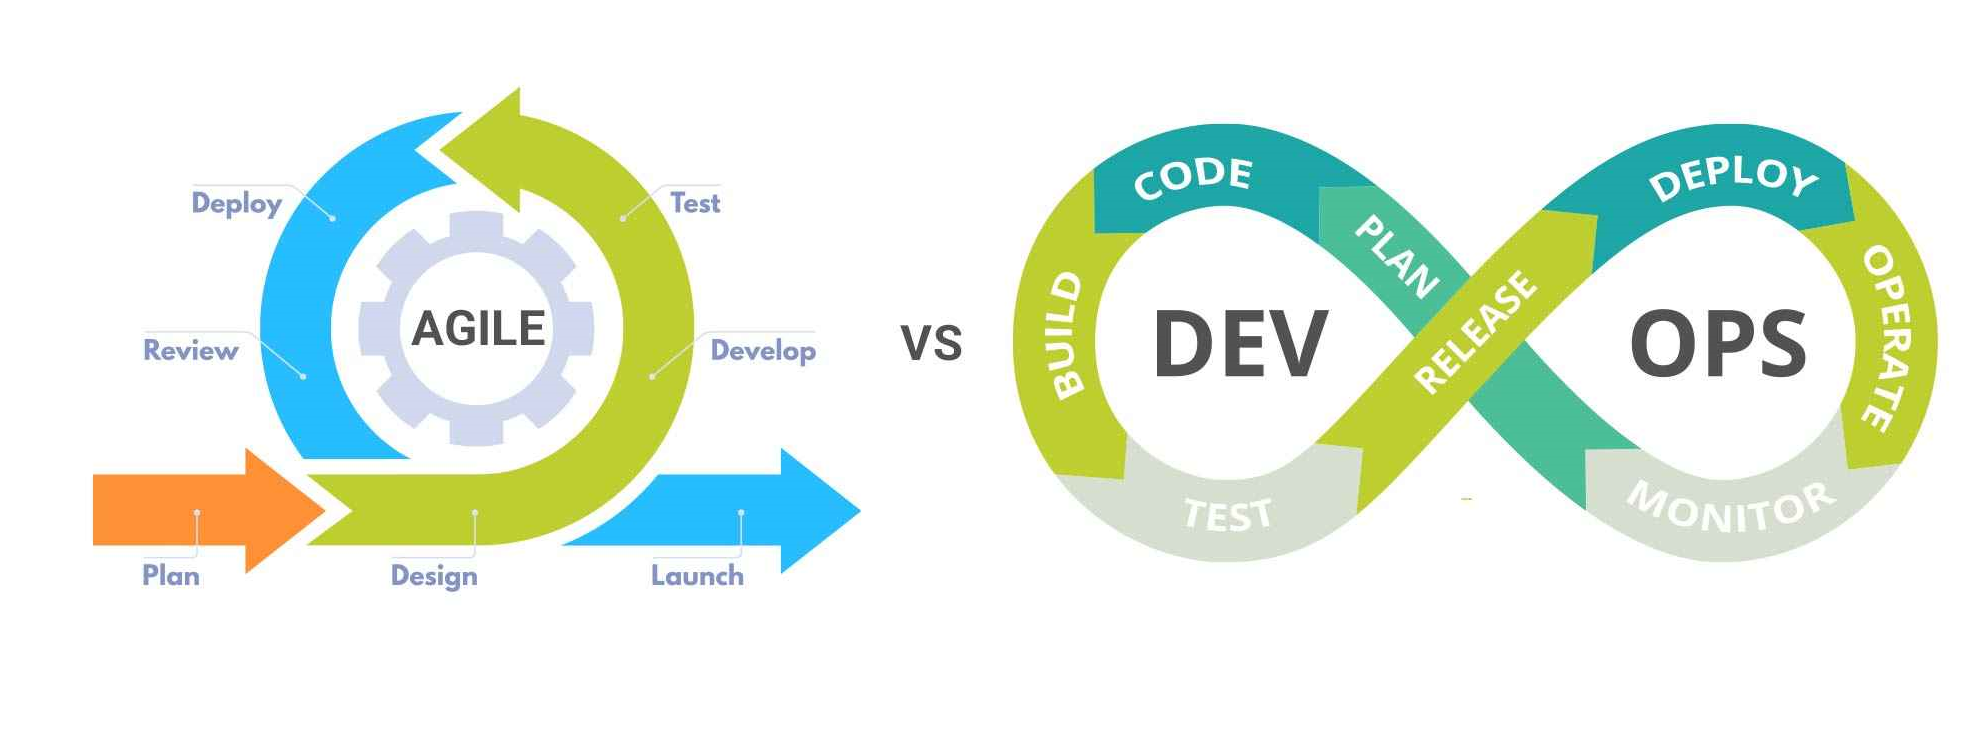 Deploy
Test
Review
AGILE
Develop
Plan
Design
Launch
VS
CODE
PLAN
BUILD
DEV
TEST
RELEASE
DEPLOY
OPS
OPERATE
MONITOR